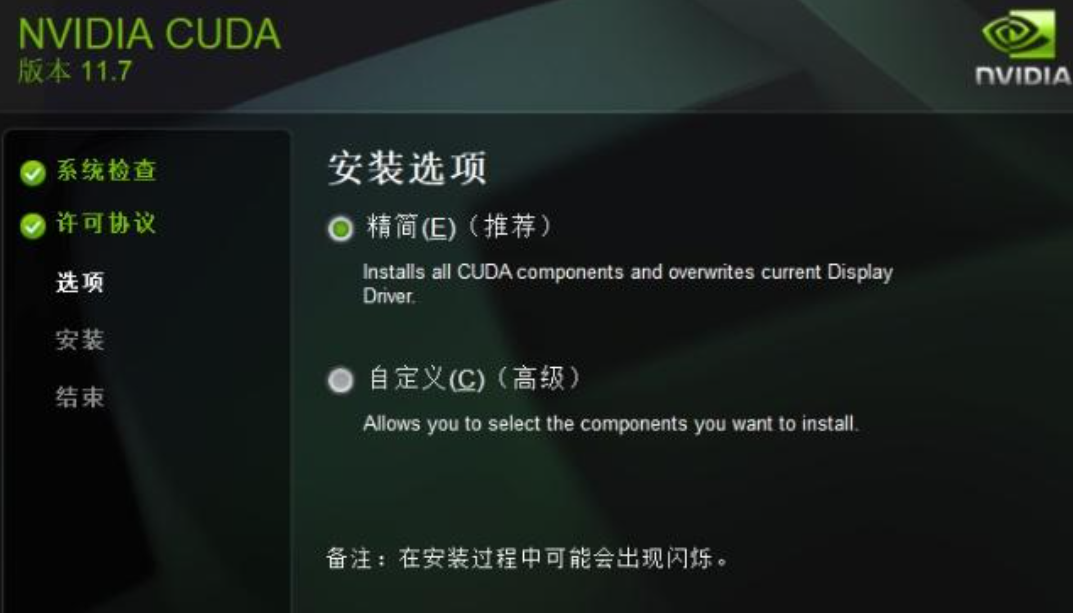 NVIDIA CUDA
版本 11.7
NVIDIA
系统检查
许可协议
选项
安装
结束
安装选项
精简(E)（推荐）
Installs all CUDA components and overwrites current Display
Driver.
自定义(C)（高级）
Allows you to select the components you want to install.
备注：在安装过程中可能会出现闪烁。